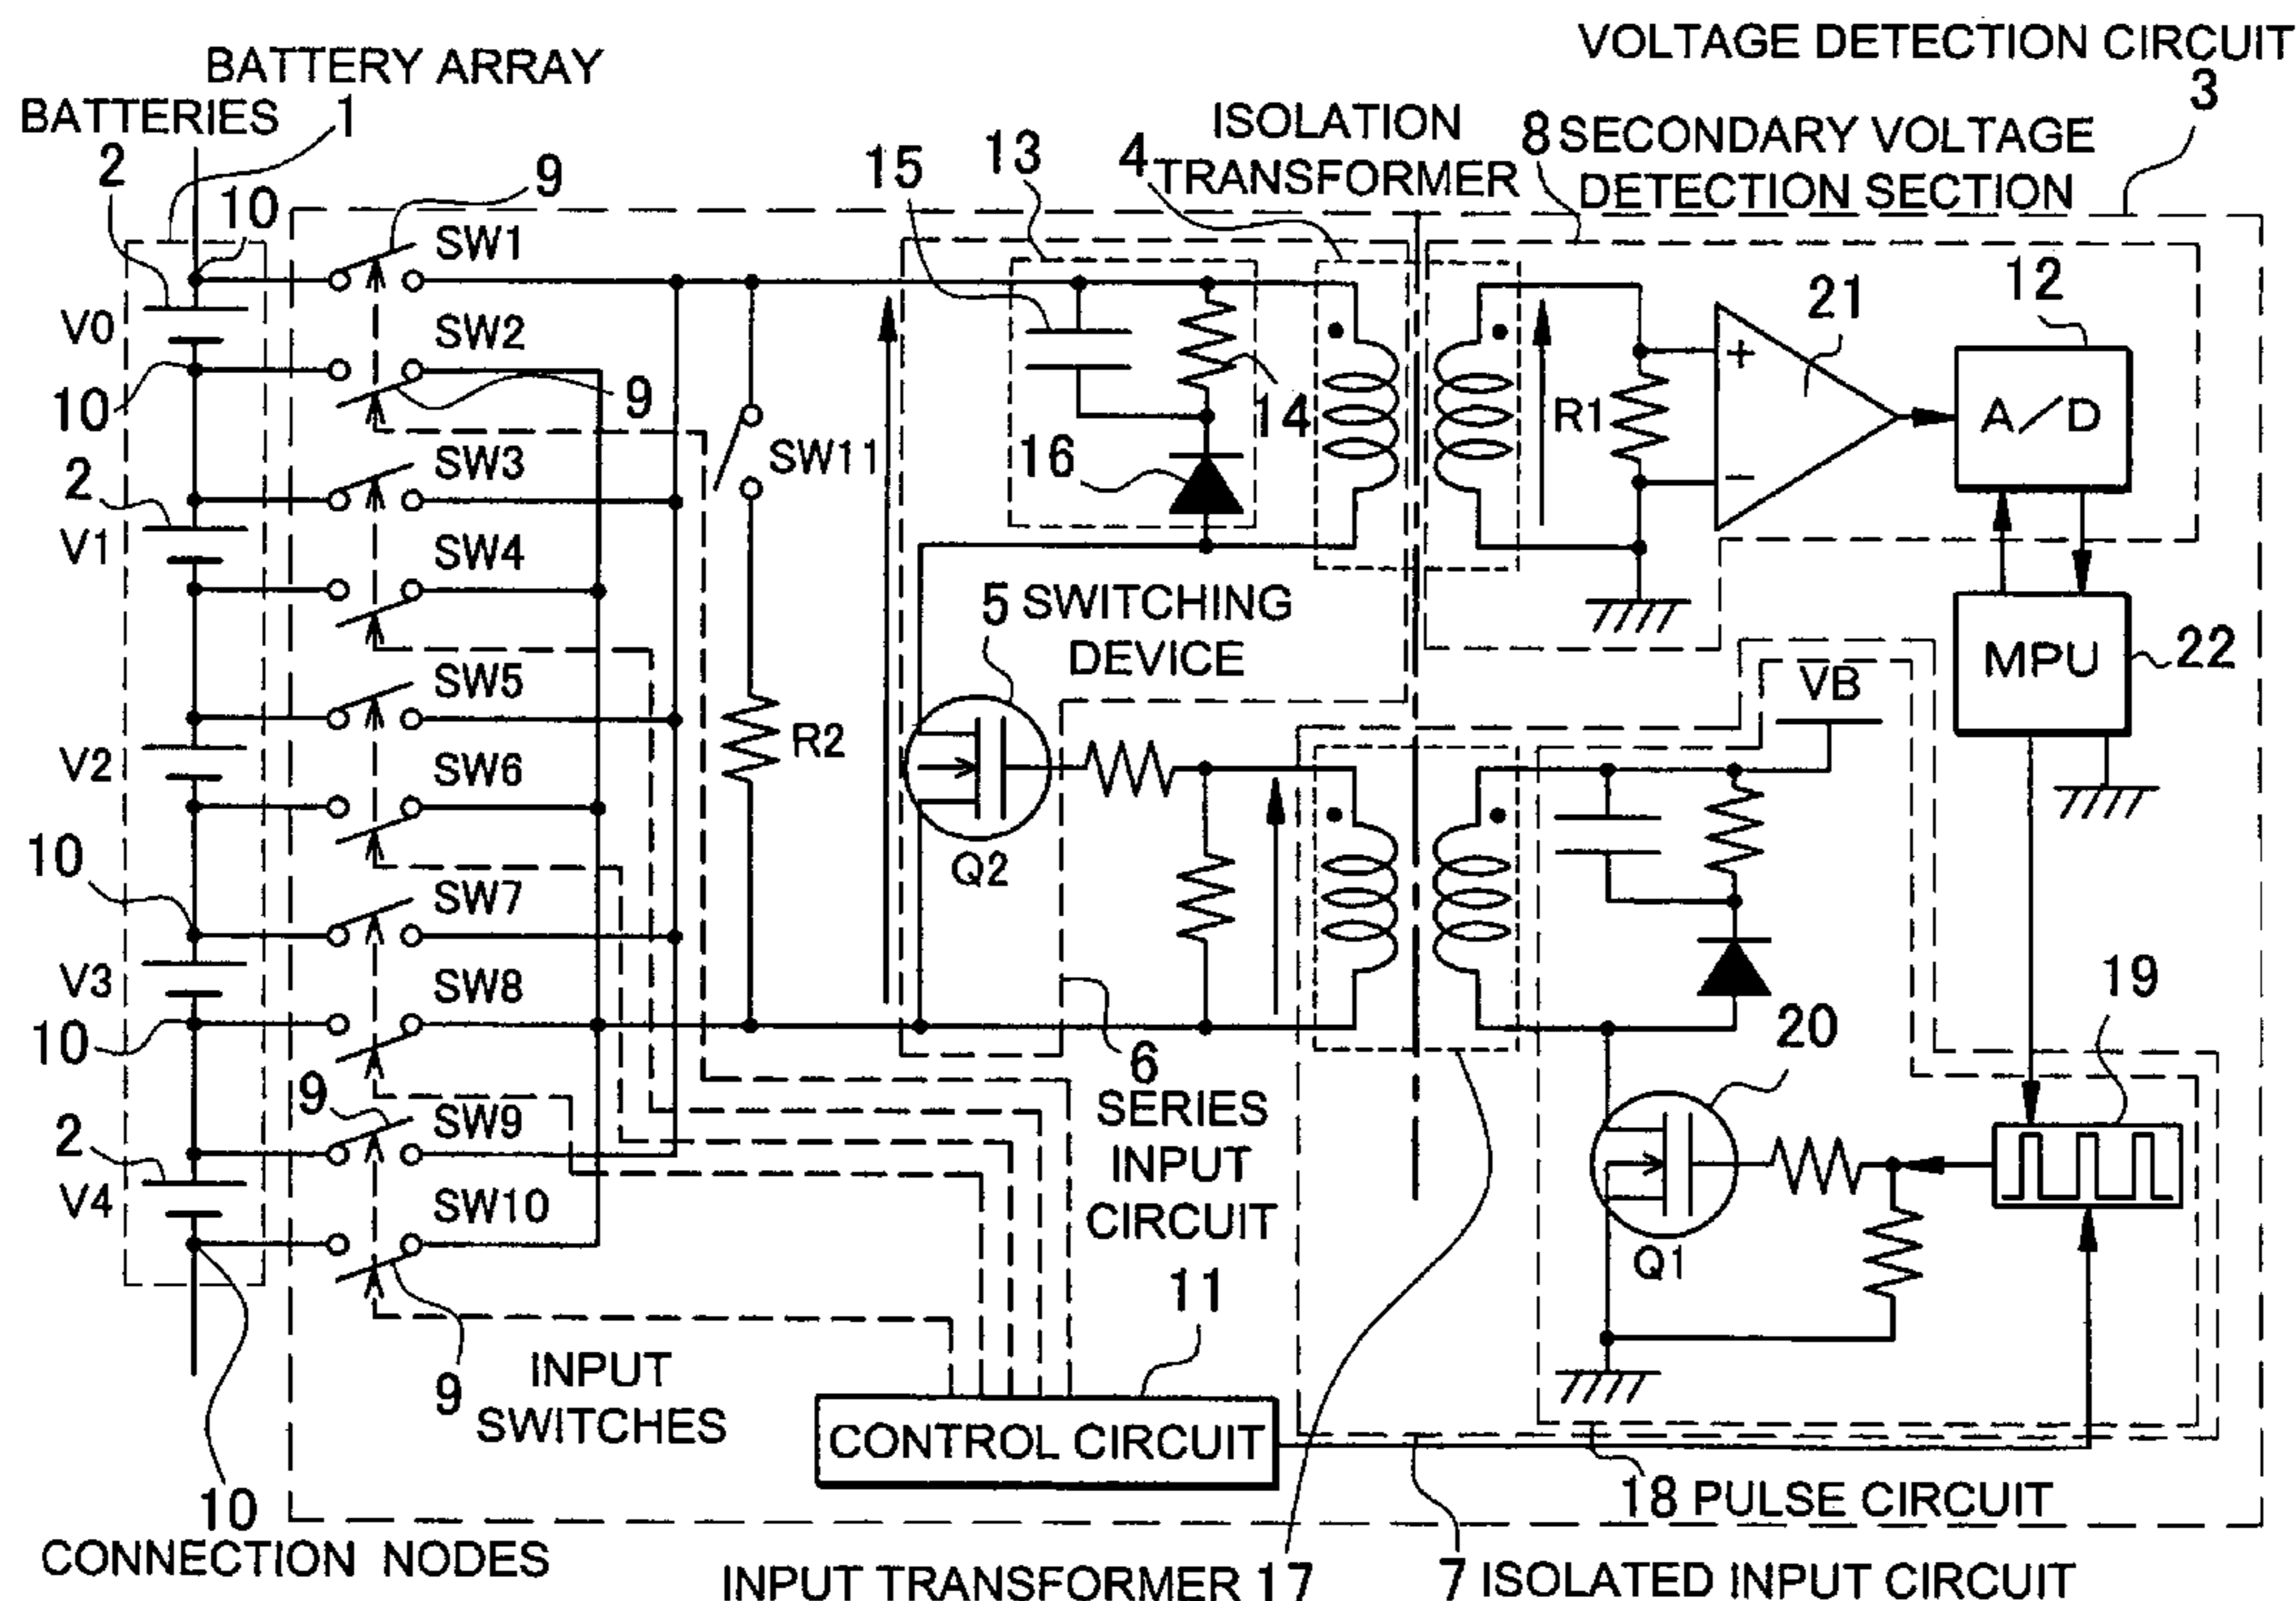 VOLTAGE DETECTION CIRCUIT
3
BATTERY ARRAY
1
BATTERIES
2
10
9
15
13
ISOLATION
4 TRANSFORMER
8 SECONDARY VOLTAGE
DETECTION SECTION
SW1
2
V0
SW2
10
9
21
12
+
−
R1
A/D
14
SW3
SW11
16
2
V1
SW4
5 SWITCHING
DEVICE
MPU
22
VB
SW5
R2
V2
SW6
Q2
10
SW7
V3
SW8
10
19
20
6
SERIES
INPUT
CIRCUIT
9
SW9
2
V4
SW10
Q1
11
INPUT
SWITCHES
9
CONTROL CIRCUIT
10
CONNECTION NODES
18 PULSE CIRCUIT
INPUT TRANSFORMER 17
7 ISOLATED INPUT CIRCUIT